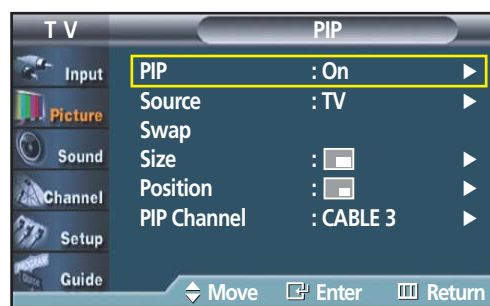 T V PIP
Input
Picture
Sound
Channel
Setup
Guide
PIP : On
Source : TV
Swap
Size :
Position :
PIP Channel : CABLE 3
Move Enter Return